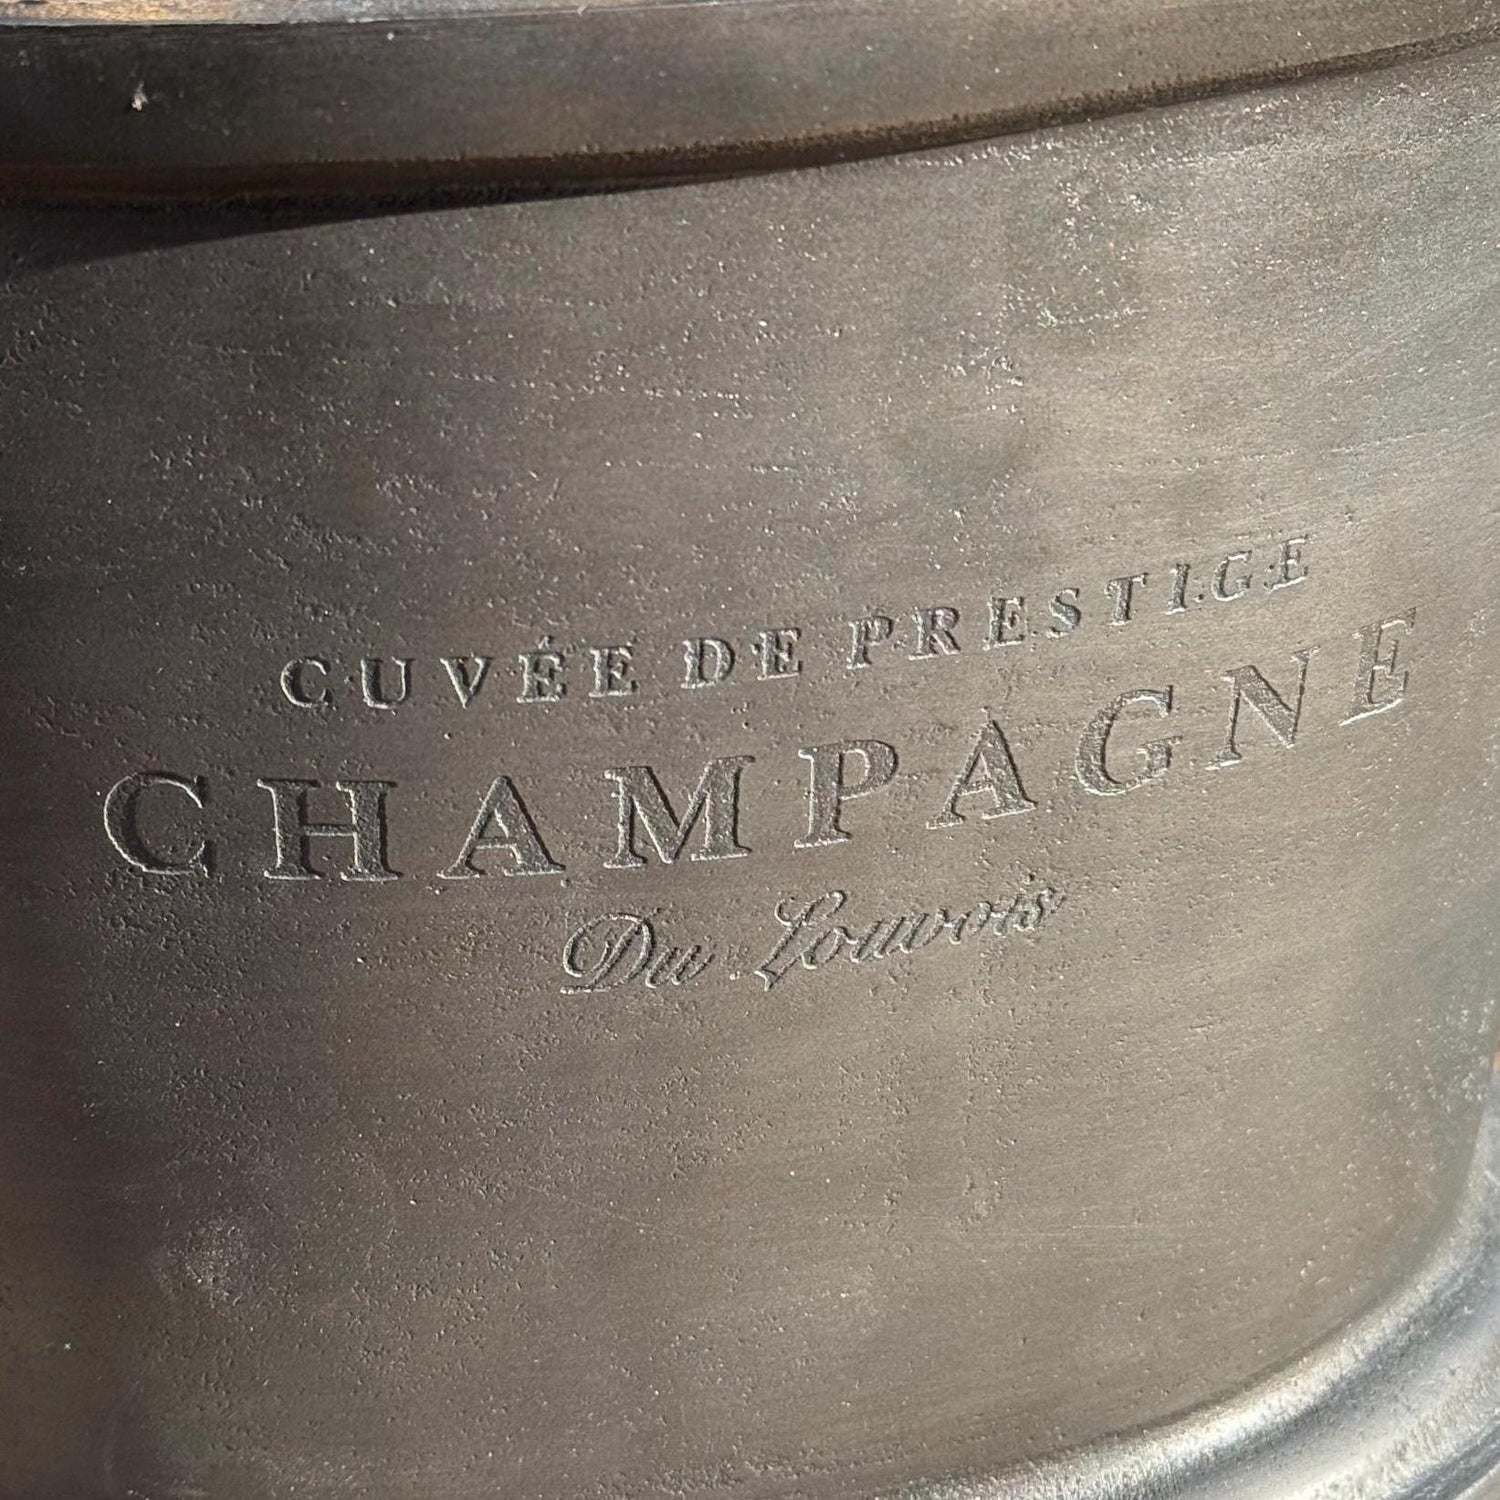 CUVÉE DE PRESTIGE
CHAMPAGNE
Du Louvois